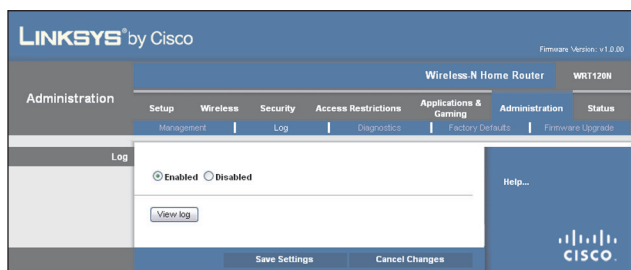 LINKSYS® by Cisco
Firmware Version: v1.0.00
Wireless-N Home Router WRT120N
Administration
Setup Wireless Security Access Restrictions Applications & Gaming Administration Status
Management Log Diagnostics Factory Defaults Firmware Upgrade
Log
Enabled Disabled
Help...
View log
Save Settings Cancel Changes
CISCO.